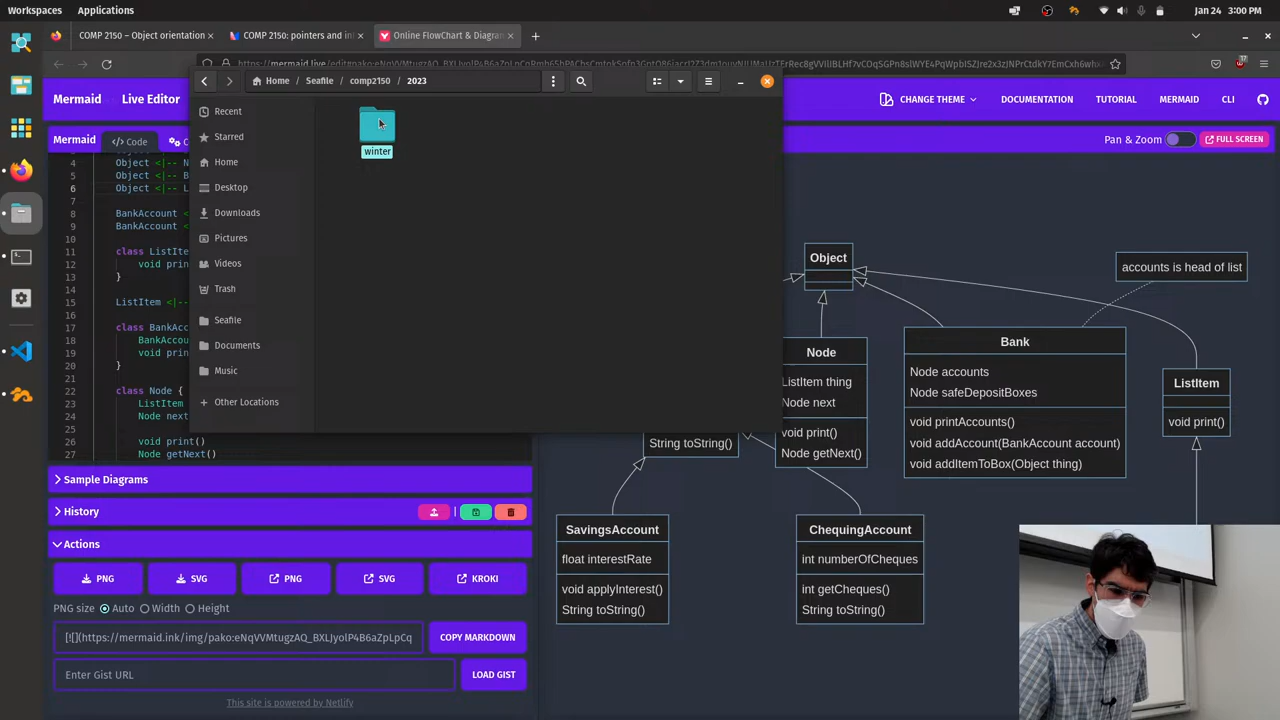 Workspaces Applications Jan 24 3:00 PM
COMP 2150 – Object orientation COMP 2150: pointers and in Online FlowChart & Diagram
Mermaid Live Editor CHANGE THEME DOCUMENTATION TUTORIAL MERMAID CLI
Home Seafile comp2150 2023
Mermaid </> Code Pan & Zoom FULL SCREEN
Recent
Starred
Home
Desktop
Downloads
Pictures
Videos
Trash
Seafile
Documents
Music
+ Other Locations
winter
4 Object <|-- N
5 Object <|-- B
6 Object <|-- L
7
8 BankAccount <
9 BankAccount <
10
11 class ListIte
12 void prin
13 }
14
15 ListItem <|--
16
17 class BankAcc
18 BankAccou
19 void prin
20 }
21
22 class Node {
23 ListItem
24 Node next
25
26 void print()
27 Node getNext()
Object
accounts is head of list
Node
ListItem thing
Node next
void print()
Node getNext()
Bank
Node accounts
Node safeDepositBoxes
void printAccounts()
void addAccount(BankAccount account)
void addItemToBox(Object thing)
ListItem
void print()
String toString()
SavingsAccount
float interestRate
void applyInterest()
String toString()
ChequingAccount
int numberOfCheques
int getCheques()
String toString()
Sample Diagrams
History
Actions
PNG SVG PNG SVG KROKI
PNG size Auto Width Height
[![](https://mermaid.ink/img/pako:eNqVVMtugzAQ_BXLJyolP4B6aZpLpCq COPY MARKDOWN
Enter Gist URL LOAD GIST
This site is powered by Netlify